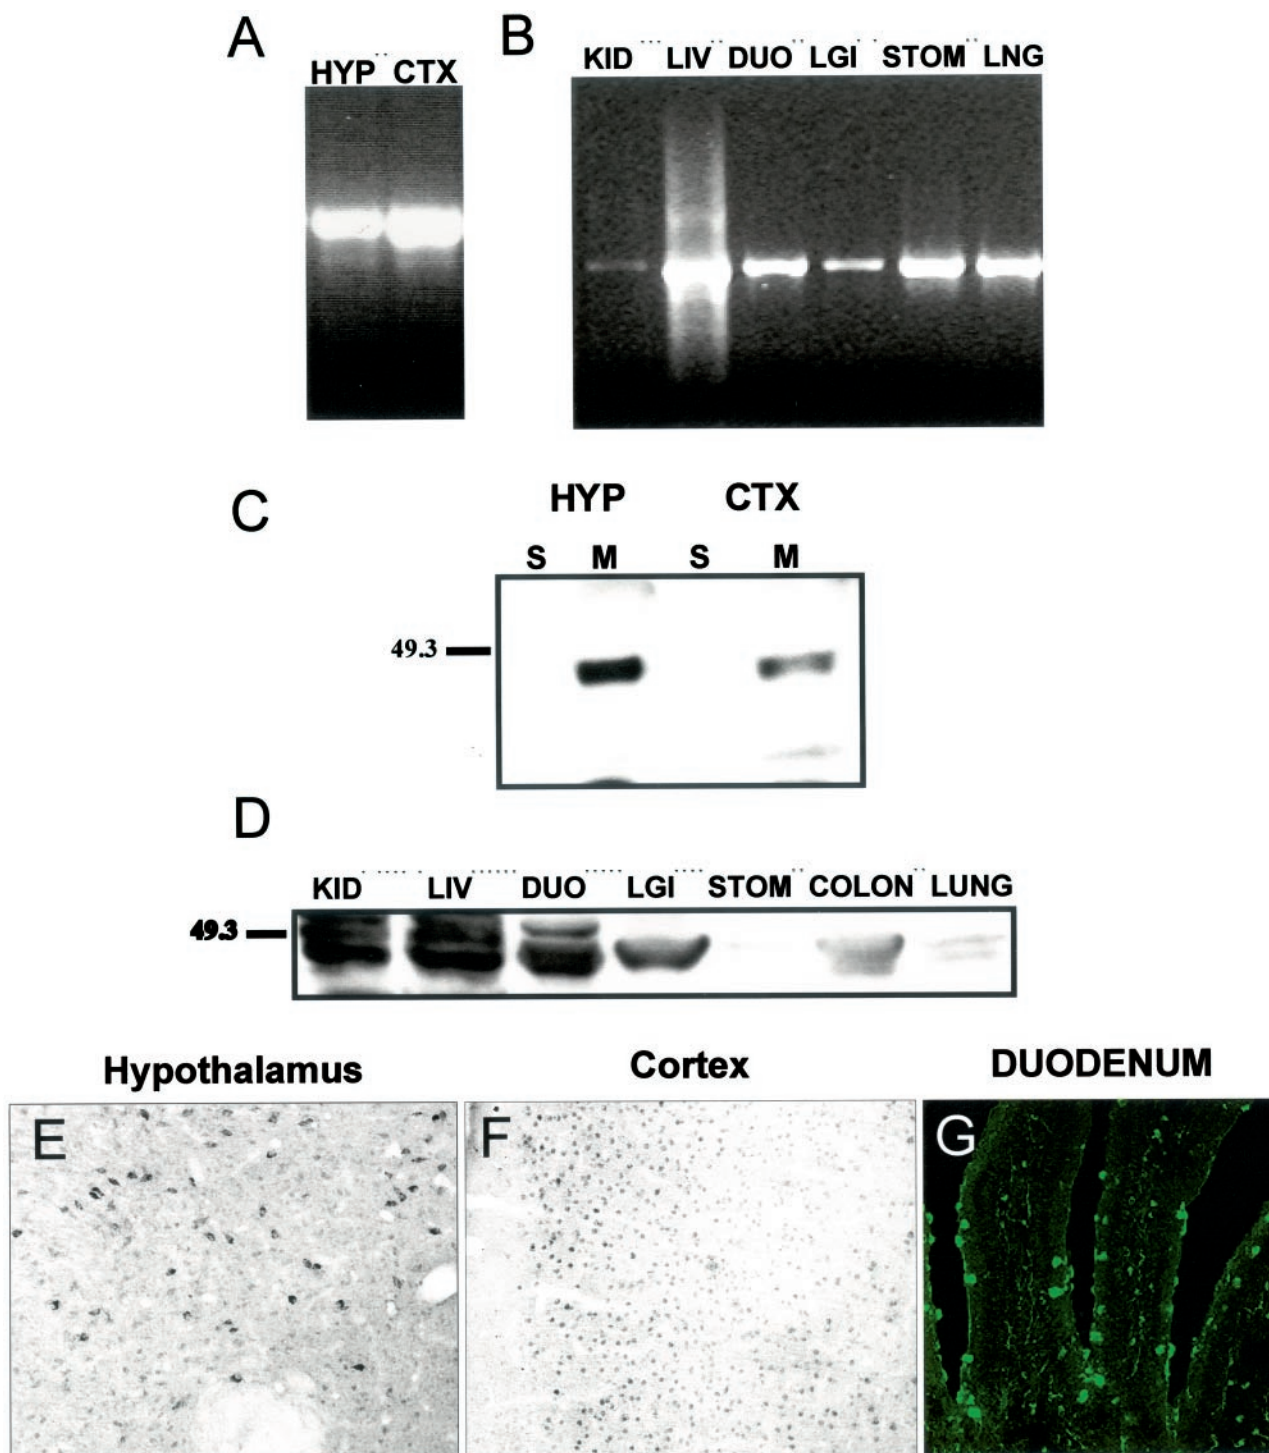 A
HYP CTX
B
KID LIV DUO LGI STOM LNG
C
HYP CTX
S M S M
49.3
D
KID LIV DUO LGI STOM COLON LUNG
49.3
Hypothalamus Cortex DUODENUM
E F G